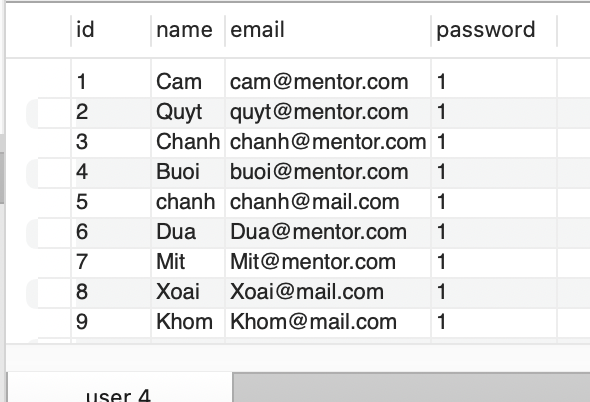 id name email password
1 Cam cam@mentor.com 1
2 Quyt quyt@mentor.com 1
3 Chanh chanh@mentor.com 1
4 Buoi buoi@mentor.com 1
5 chanh chanh@mail.com 1
6 Dua Dua@mentor.com 1
7 Mit Mit@mentor.com 1
8 Xoai Xoai@mail.com 1
9 Khom Khom@mail.com 1
user 4